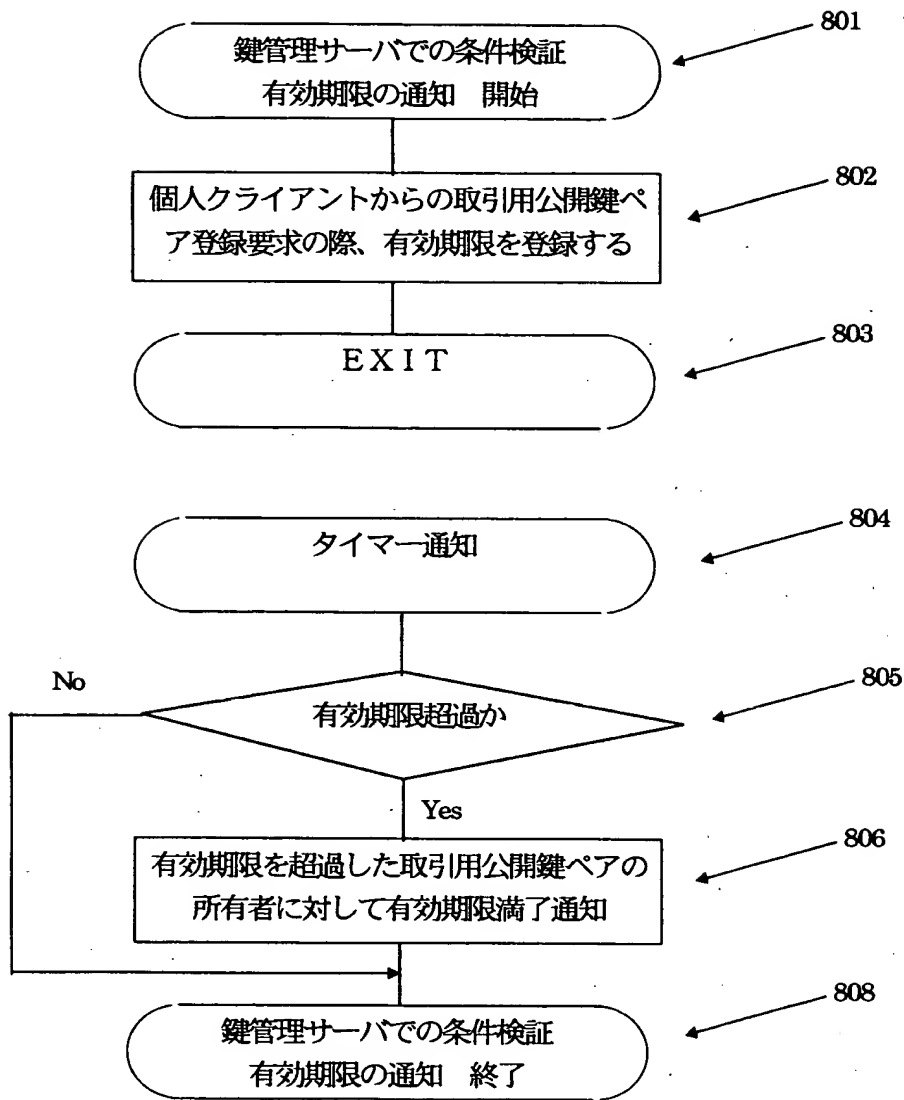 801
鍵管理サーバでの条件検証
有効期限の通知　開始
802
個人クライアントからの取引用公開鍵ペ
ア登録要求の際、有効期限を登録する
803
ＥＸＩＴ
804
タイマー通知
No
805
有効期限超過か
Yes
806
有効期限を超過した取引用公開鍵ペアの
所有者に対して有効期限満了通知
808
鍵管理サーバでの条件検証
有効期限の通知　終了